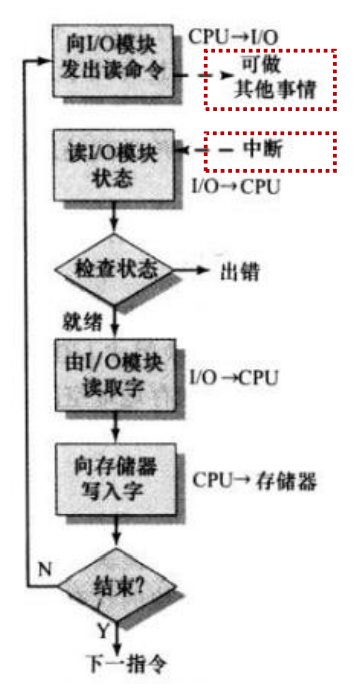 向I/O模块
发出读命令
CPU→I/O
可做
其他事情
读I/O模块
状态
中断
I/O→CPU
检查状态
出错
就绪
由I/O模块
读取字
I/O→CPU
向存储器
写入字
CPU→存储器
结束?
N
Y
下一指令